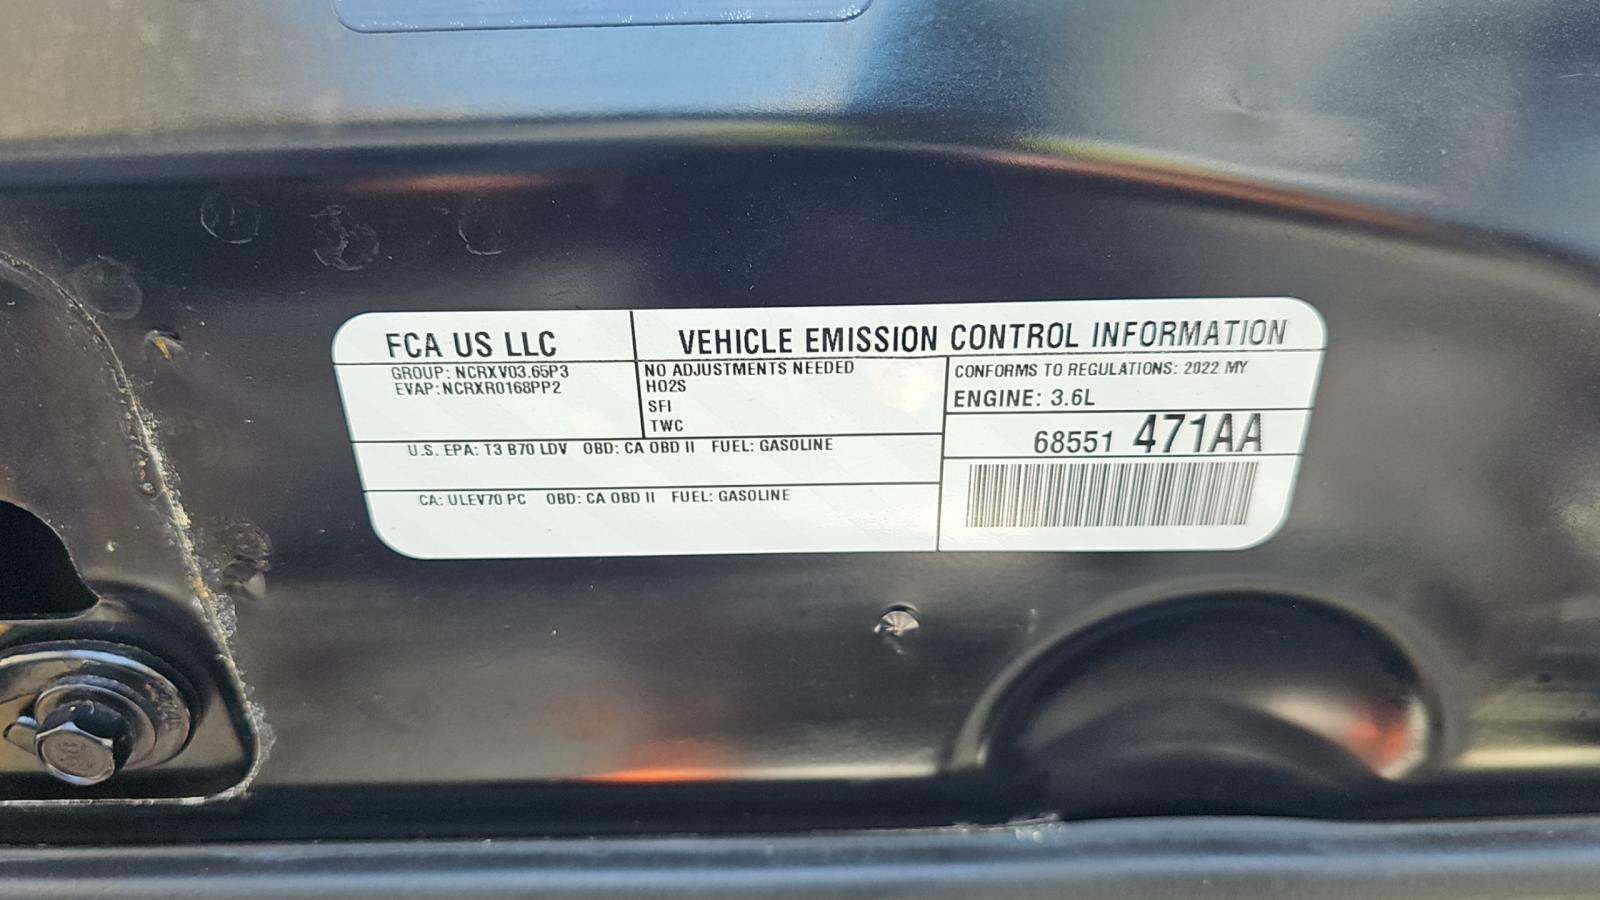 FCA US LLC
VEHICLE EMISSION CONTROL INFORMATION
GROUP: NCRXV03.65P3
EVAP: NCRXR0168PP2
NO ADJUSTMENTS NEEDED
HO2S
SFI
TWC
CONFORMS TO REGULATIONS: 2022 MY
ENGINE: 3.6L
68551 471AA
U.S. EPA: T3 B70 LDV OBD: CA OBD II FUEL: GASOLINE
CA: ULEV70 PC OBD: CA OBD II FUEL: GASOLINE